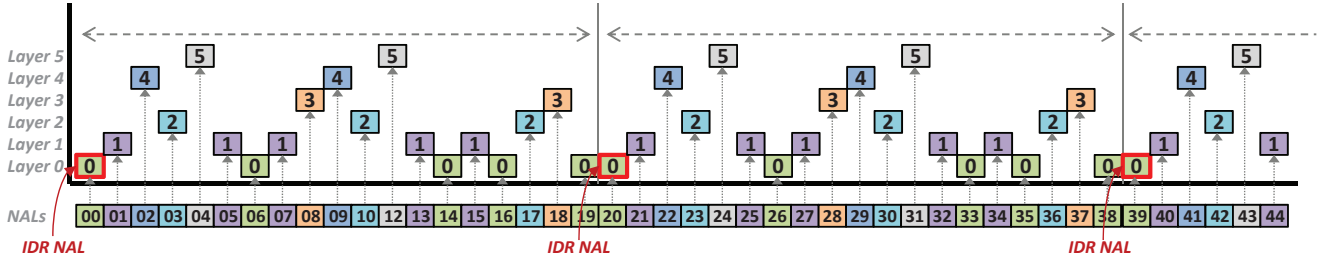 Layer 5 5 5 5 5 5
Layer 4 4 4 4 4 4
Layer 3 3 3 3 3
Layer 2 2 2 2 2 2 2 2
Layer 1 1 1 1 1 1 1 1 1 1 1 1 1
Layer 0 0 0 0 0 0 0 0 0 0 0 0
NALs 00 01 02 03 04 05 06 07 08 09 10 12 13 14 15 16 17 18 19 20 21 22 23 24 25 26 27 28 29 30 31 32 33 34 35 36 37 38 39 40 41 42 43 44
IDR NAL IDR NAL IDR NAL